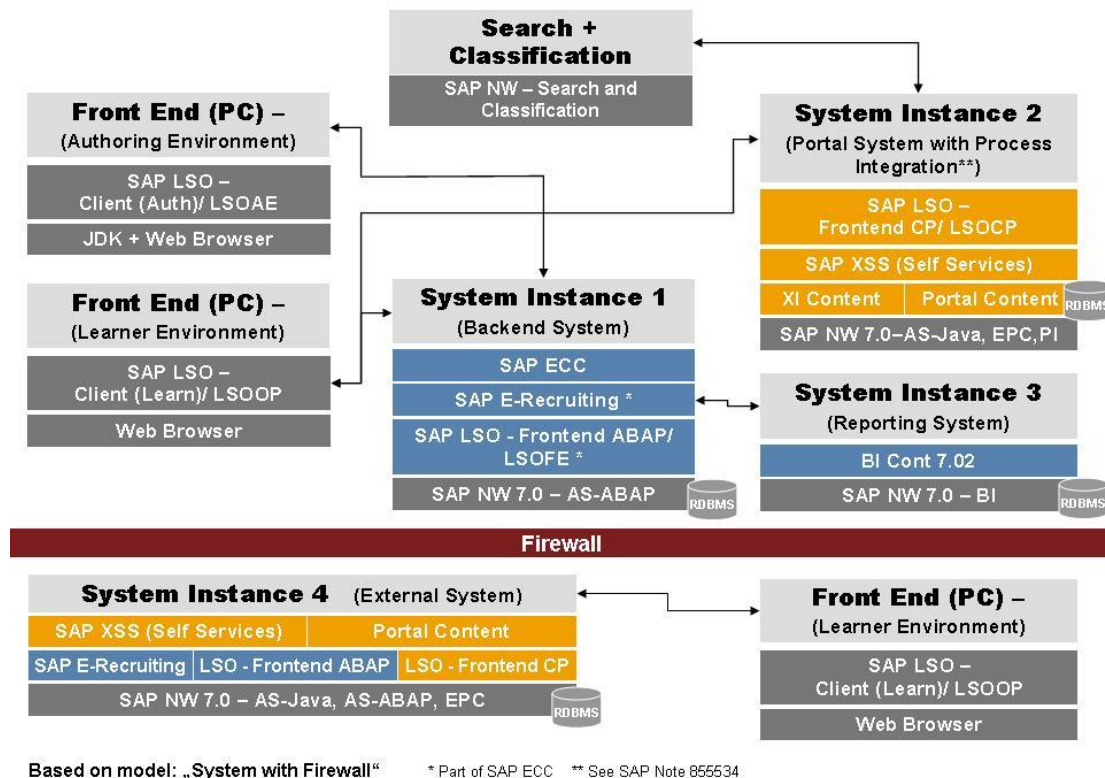 Search +
Classification
SAP NW – Search and
Classification
Front End (PC) –
(Authoring Environment)
SAP LSO –
Client (Auth)/ LSOAE
JDK + Web Browser
System Instance 2
(Portal System with Process
Integration**)
SAP LSO –
Frontend CP/ LSOCP
SAP XSS (Self Services)
XI Content
Portal Content
RDBMS
SAP NW 7.0–AS-Java, EPC,PI
Front End (PC) –
(Learner Environment)
SAP LSO –
Client (Learn)/ LSOOP
Web Browser
System Instance 1
(Backend System)
SAP ECC
SAP E-Recruiting *
SAP LSO - Frontend ABAP/
LSOFE *
SAP NW 7.0 – AS-ABAP
RDBMS
System Instance 3
(Reporting System)
BI Cont 7.02
SAP NW 7.0 – BI
RDBMS
Firewall
System Instance 4 (External System)
SAP XSS (Self Services)
Portal Content
SAP E-Recruiting
LSO - Frontend ABAP
LSO - Frontend CP
SAP NW 7.0 – AS-Java, AS-ABAP, EPC
RDBMS
Front End (PC) –
(Learner Environment)
SAP LSO –
Client (Learn)/ LSOOP
Web Browser
Based on model: „System with Firewall“ * Part of SAP ECC ** See SAP Note 855534